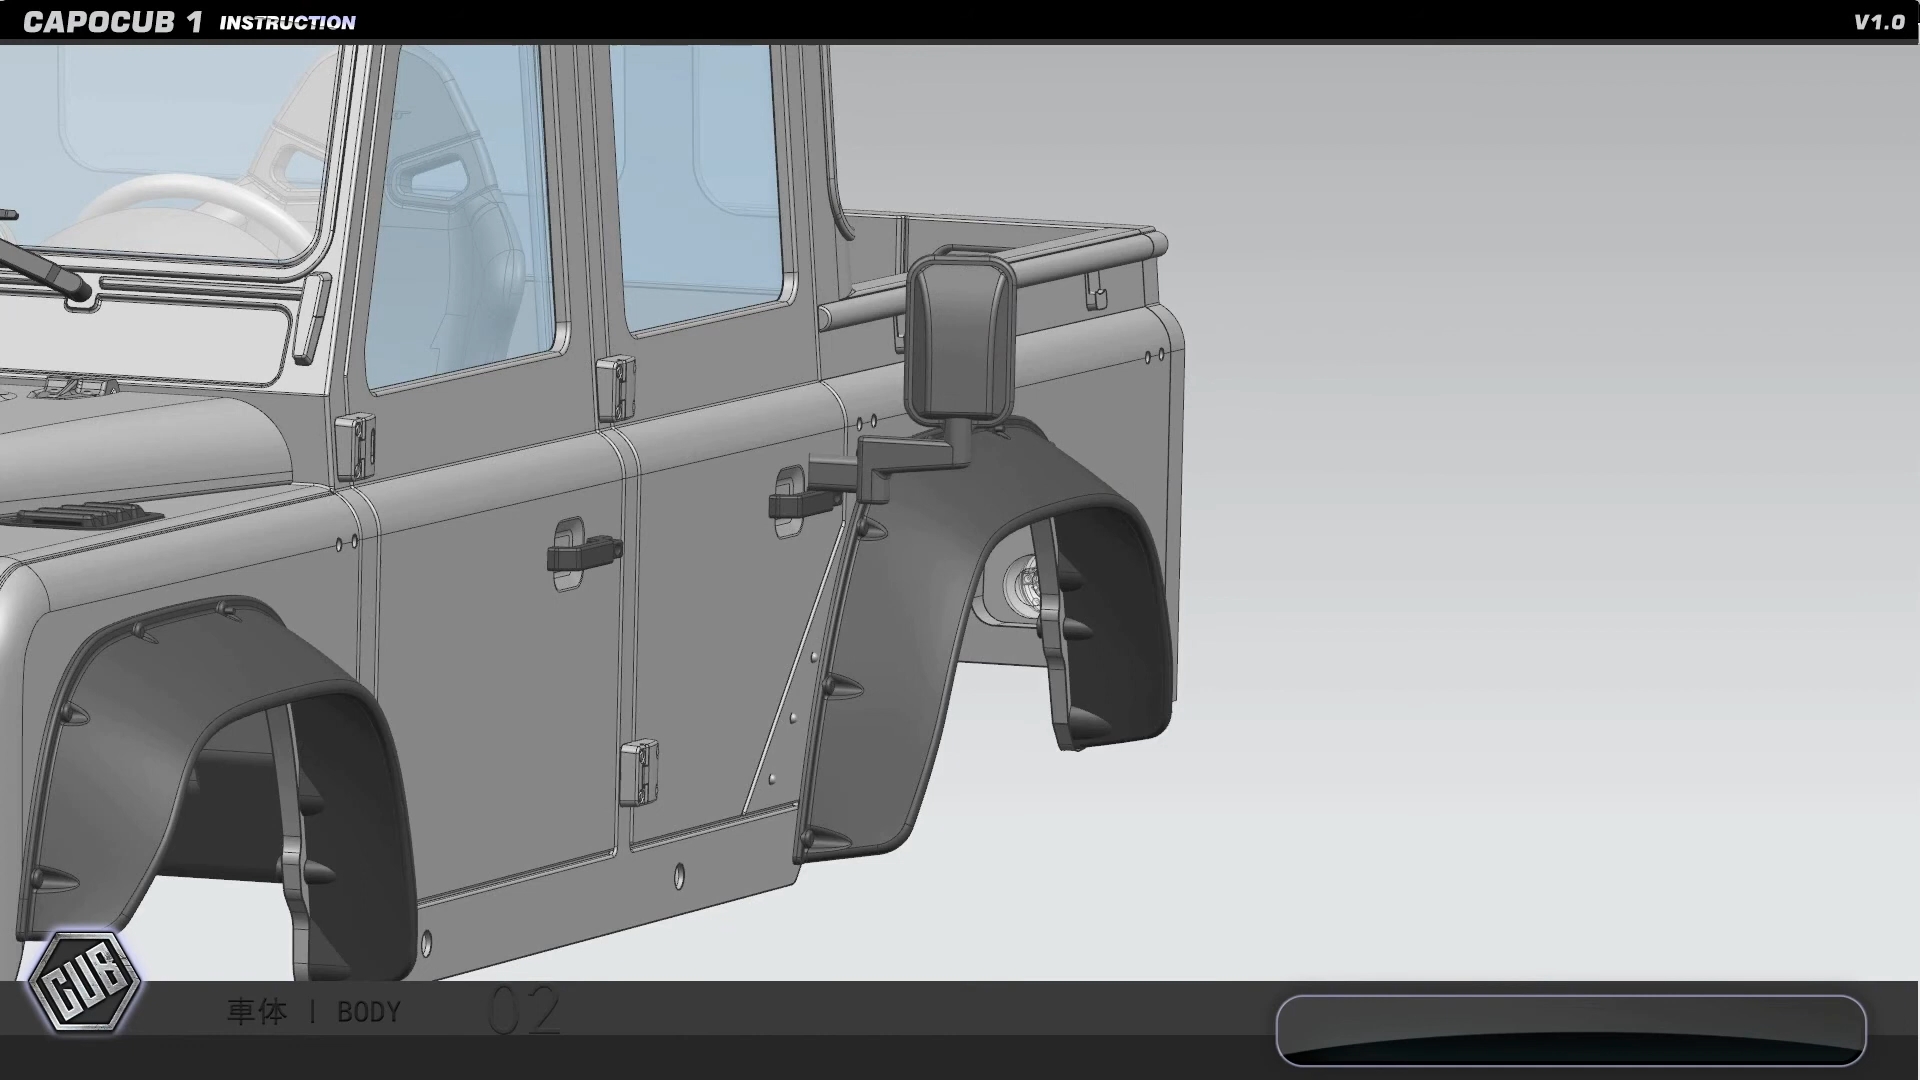 CAPOCUB 1 INSTRUCTION
V1.0
CUB
車体 | BODY 02